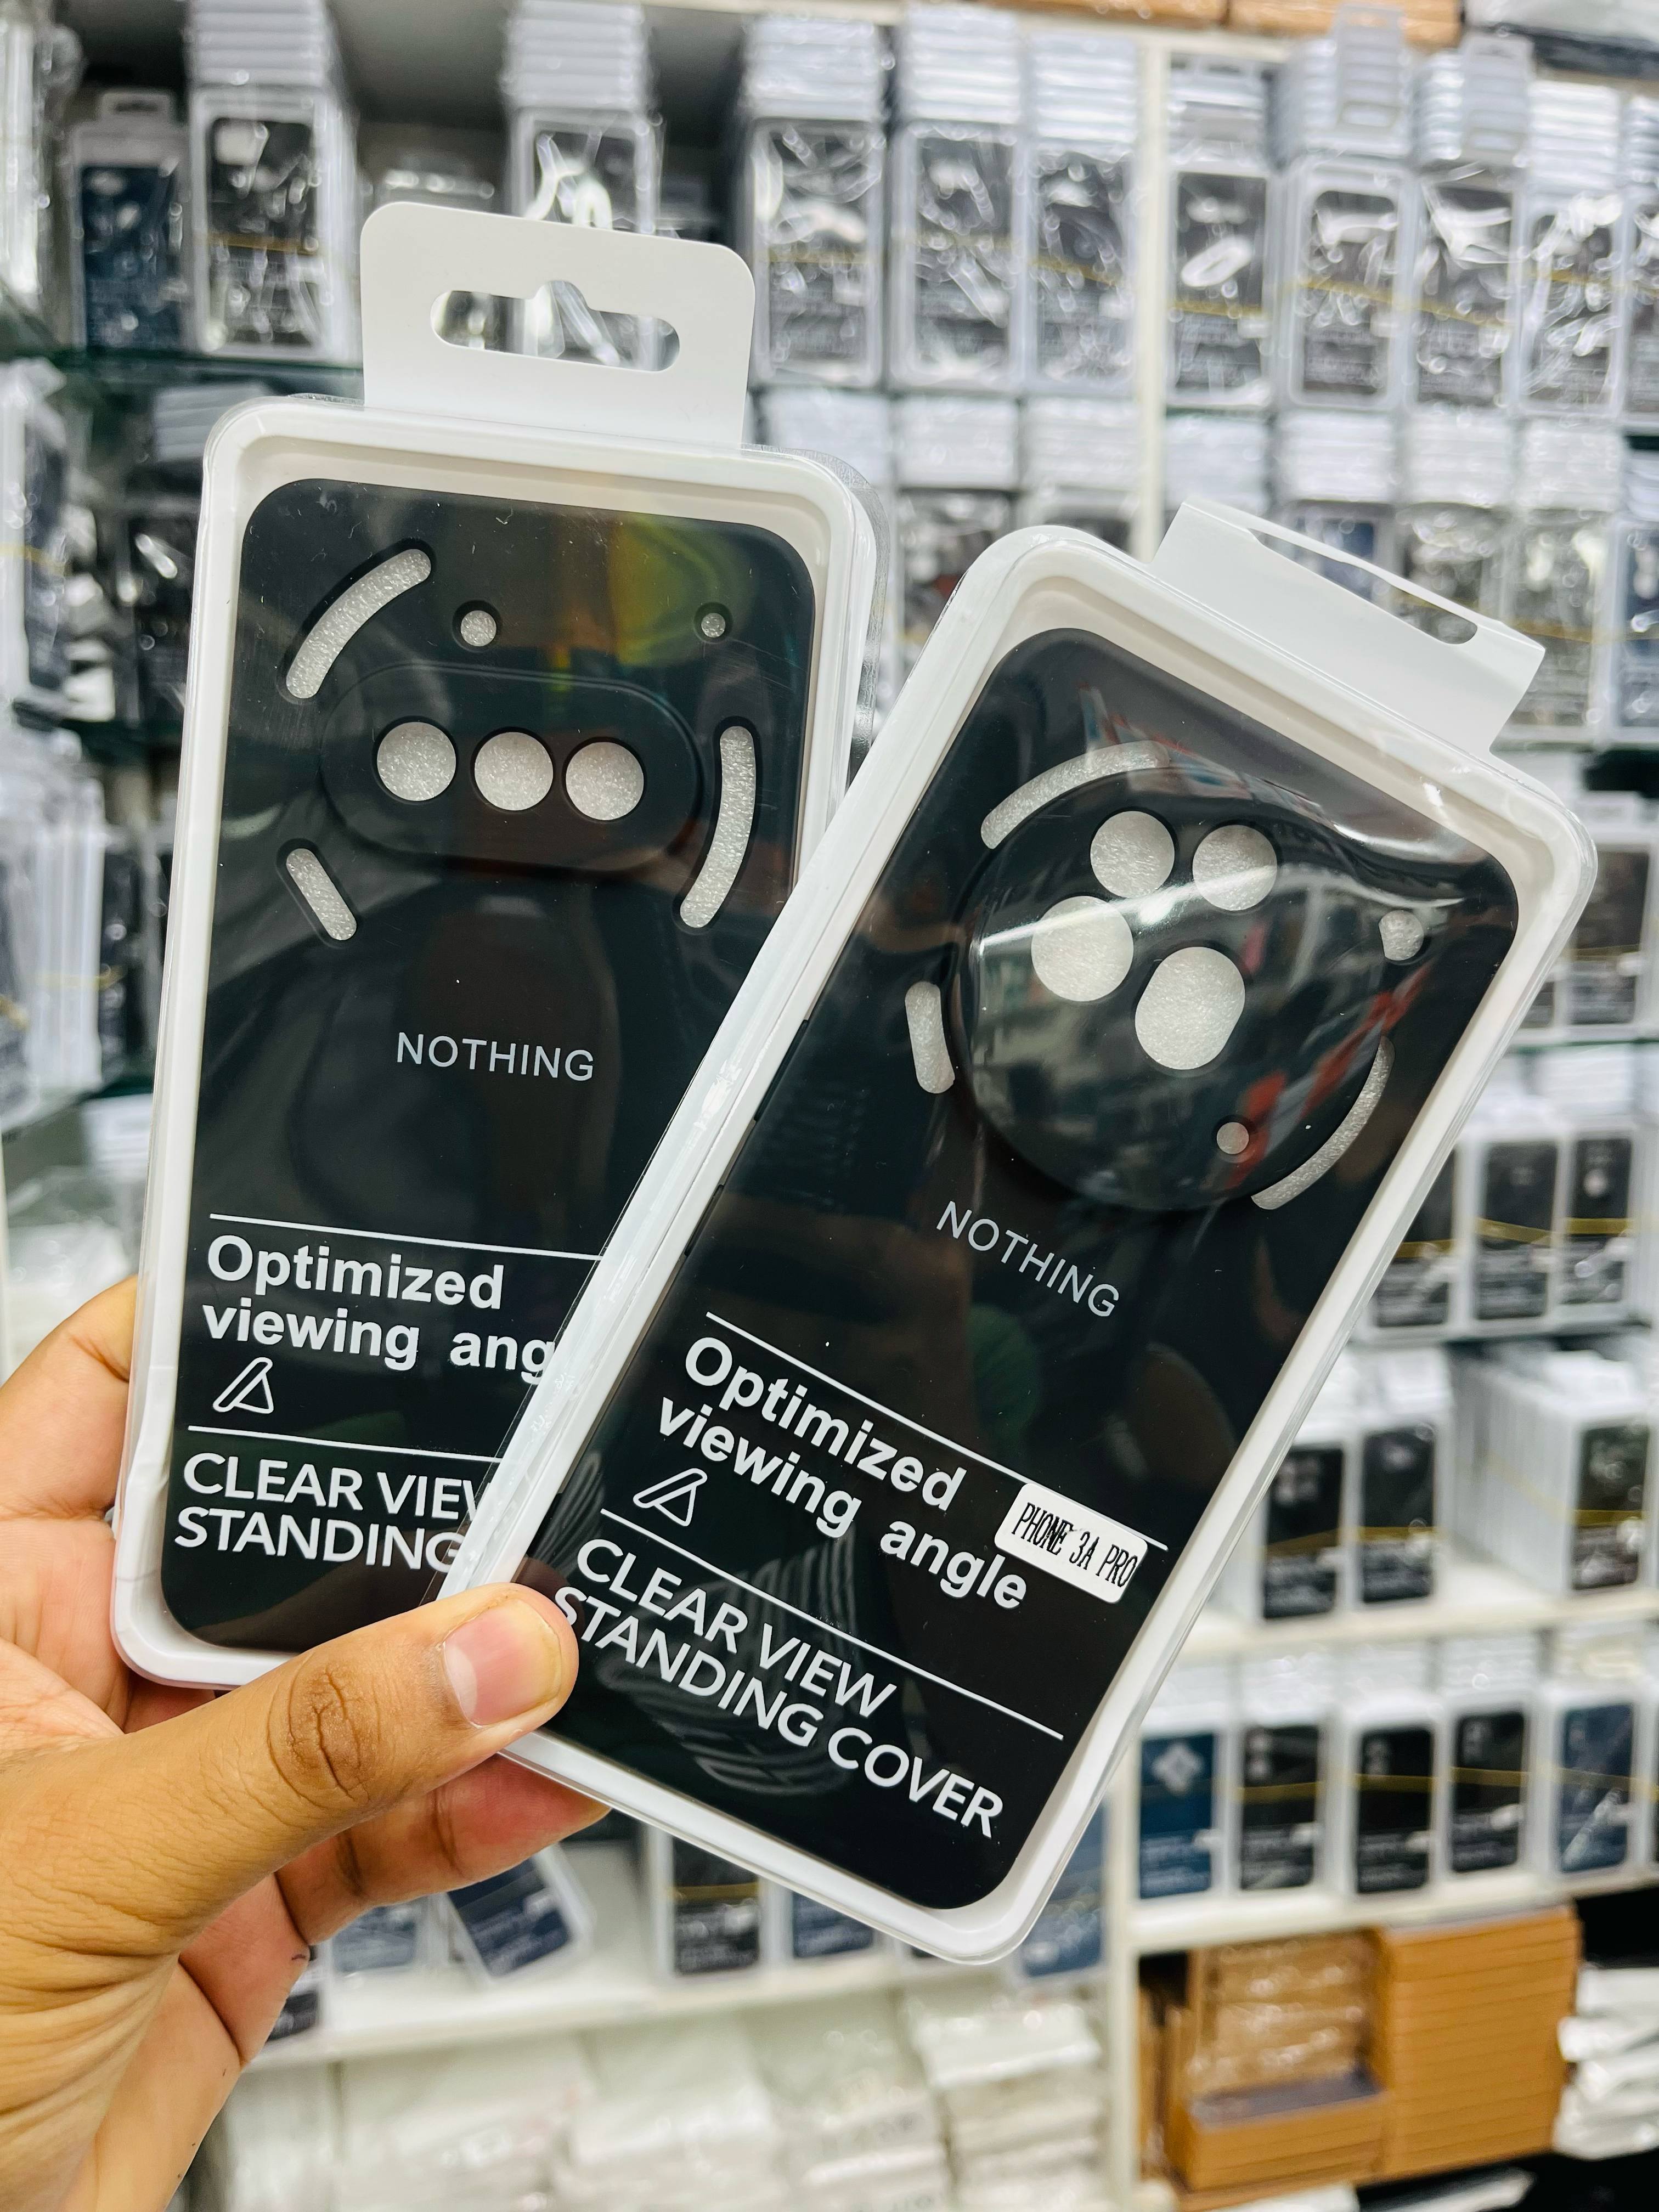 NOTHING
Optimized
viewing ang
CLEAR VIEW
STANDING
NOTHING
Optimized
viewing angle
PHONE 3A PRO
CLEAR VIEW
STANDING COVER